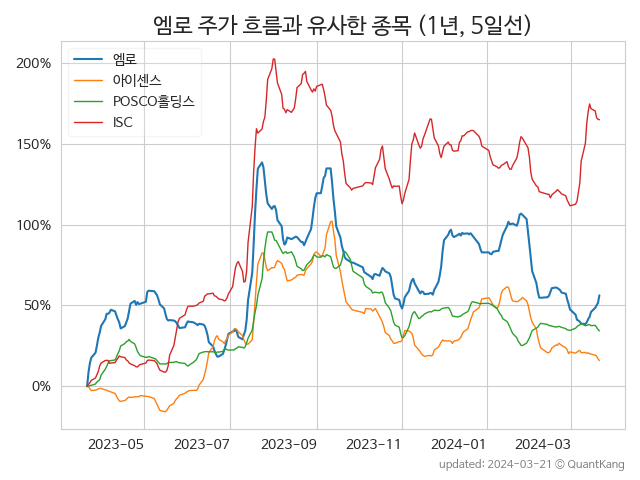 엠로 주가 흐름과 유사한 종목 (1년, 5일선)
엠로
아이센스
POSCO홀딩스
ISC
200%
150%
100%
50%
0%
2023-05 2023-07 2023-09 2023-11 2024-01 2024-03
updated: 2024-03-21 © QuantKang